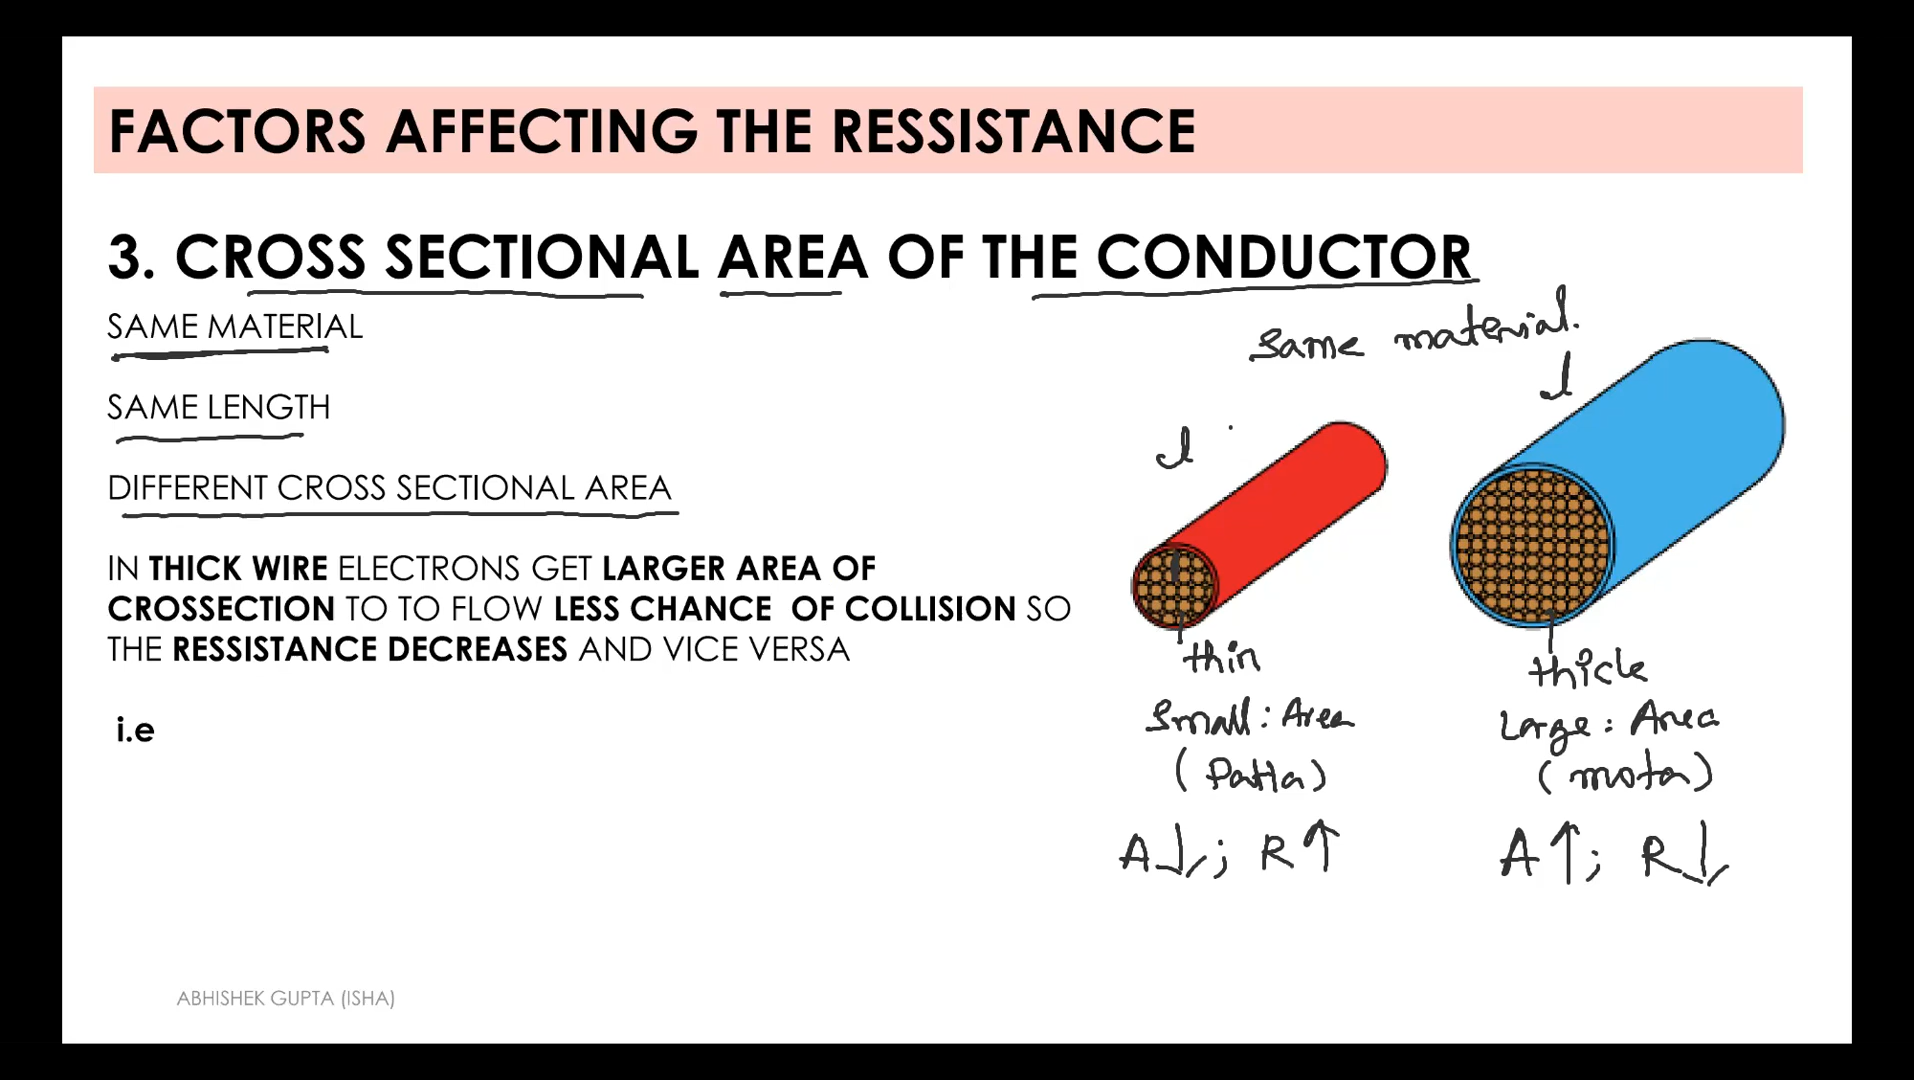 FACTORS AFFECTING THE RESSISTANCE
3. CROSS SECTIONAL AREA OF THE CONDUCTOR
SAME MATERIAL
SAME LENGTH
DIFFERENT CROSS SECTIONAL AREA
IN THICK WIRE ELECTRONS GET LARGER AREA OF
CROSSECTION TO TO FLOW LESS CHANCE OF COLLISION SO
THE RESSISTANCE DECREASES AND VICE VERSA
i.e
Same material.
l
l
thin
Small : Area
(Patla)
A↓; R↑
thick
Large : Area
(mota)
A↑; R↓
ABHISHEK GUPTA (ISHA)